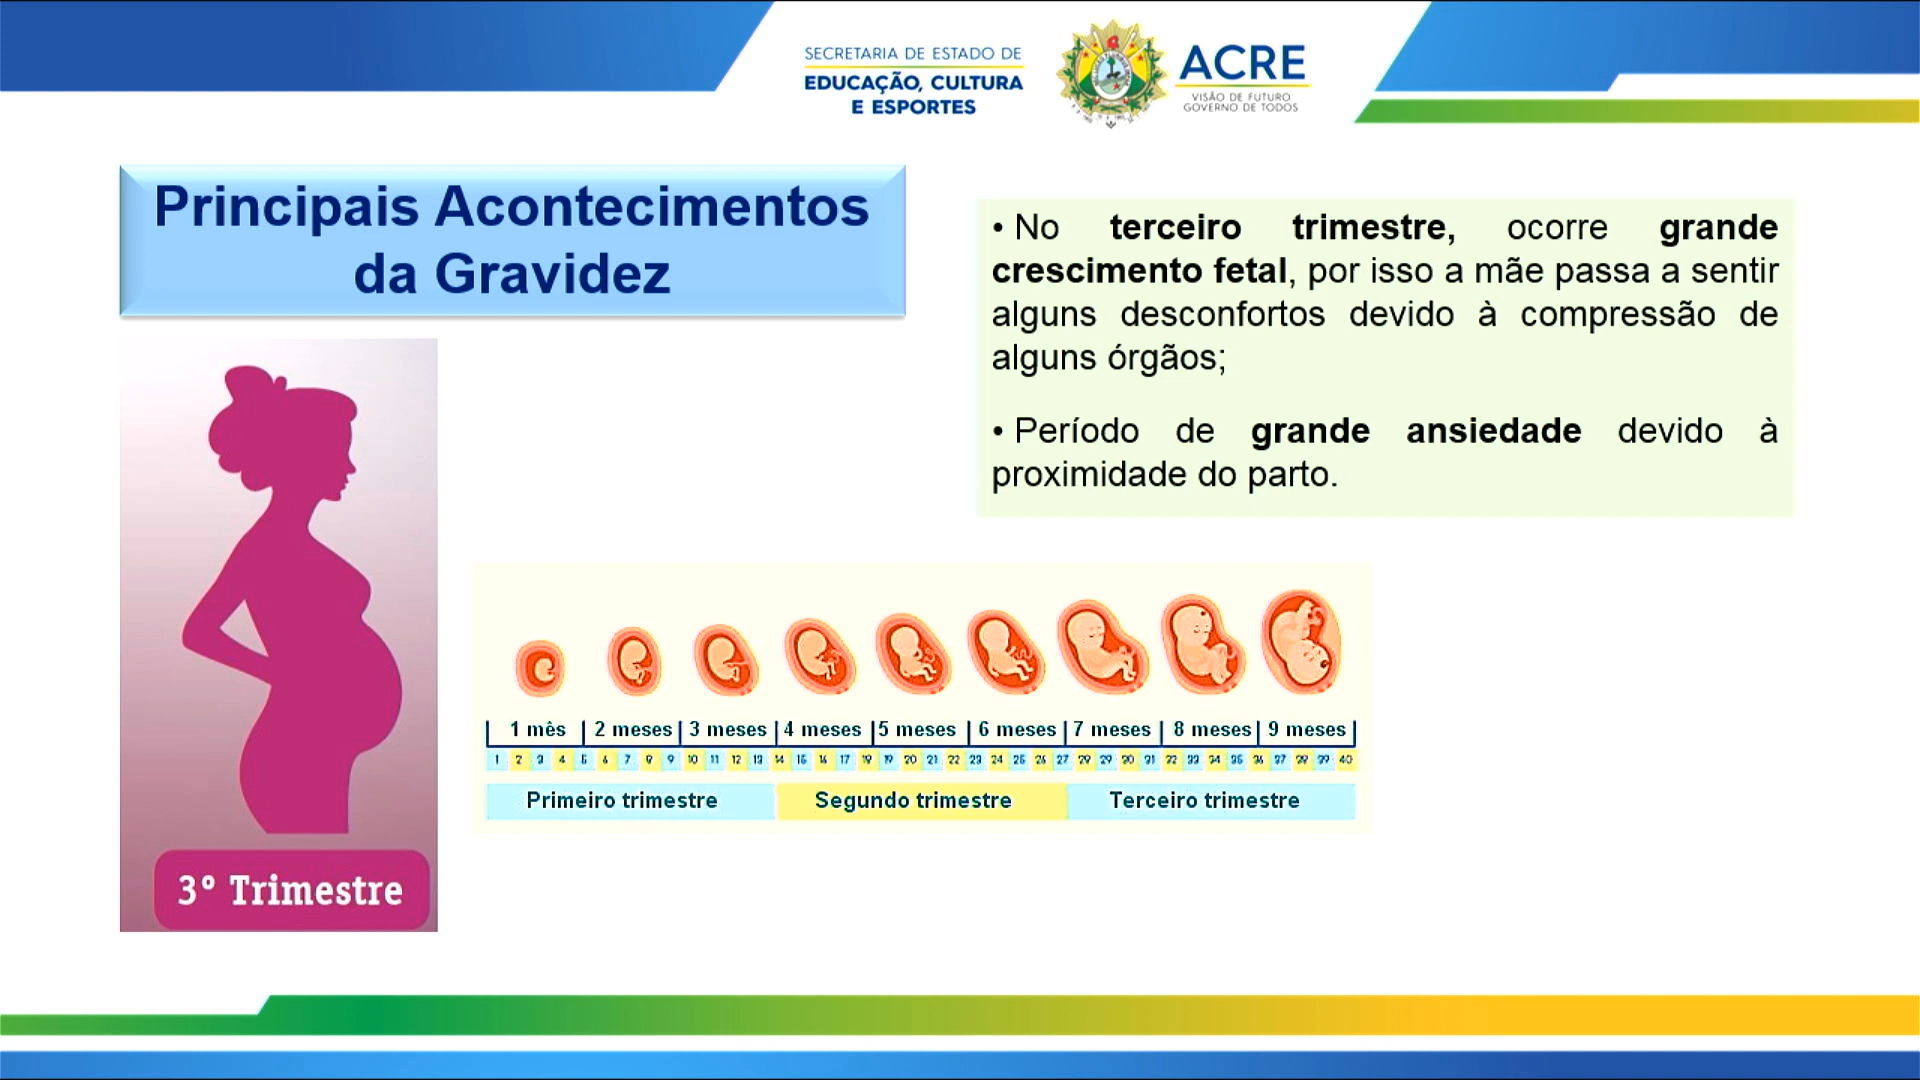 SECRETARIA DE ESTADO DE
EDUCAÇÃO, CULTURA
E ESPORTES
ACRE
VISÃO DE FUTURO
GOVERNO DE TODOS
Principais Acontecimentos
da Gravidez
• No terceiro trimestre, ocorre grande
crescimento fetal, por isso a mãe passa a sentir
alguns desconfortos devido à compressão de
alguns órgãos;
• Período de grande ansiedade devido à
proximidade do parto.
1 mês 2 meses 3 meses 4 meses 5 meses 6 meses 7 meses 8 meses 9 meses
Primeiro trimestre Segundo trimestre Terceiro trimestre
3º Trimestre